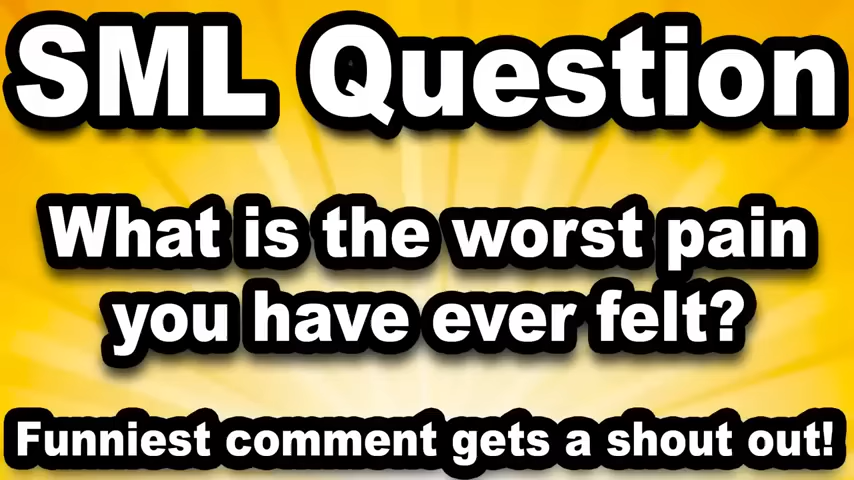 SML Question
What is the worst pain
you have ever felt?
Funniest comment gets a shout out!